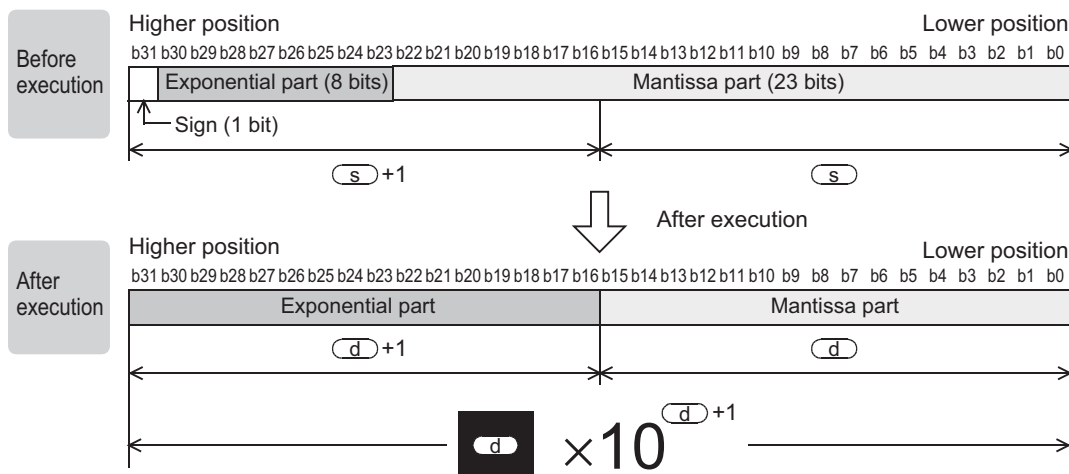 Higher position Lower position
Before execution
b31 b30 b29 b28 b27 b26 b25 b24 b23 b22 b21 b20 b19 b18 b17 b16 b15 b14 b13 b12 b11 b10 b9 b8 b7 b6 b5 b4 b3 b2 b1 b0
Exponential part (8 bits) Mantissa part (23 bits)
Sign (1 bit)
s +1 s
After execution
Higher position Lower position
After execution
b31 b30 b29 b28 b27 b26 b25 b24 b23 b22 b21 b20 b19 b18 b17 b16 b15 b14 b13 b12 b11 b10 b9 b8 b7 b6 b5 b4 b3 b2 b1 b0
Exponential part Mantissa part
d +1 d
d ×10 d +1